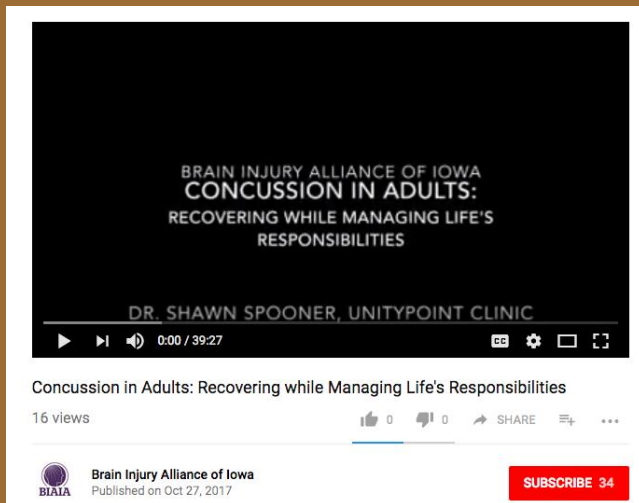 BRAIN INJURY ALLIANCE OF IOWA
CONCUSSION IN ADULTS:
RECOVERING WHILE MANAGING LIFE'S
RESPONSIBILITIES
DR. SHAWN SPOONER, UNITYPOINT CLINIC
0:00 / 39:27
CC
Concussion in Adults: Recovering while Managing Life's Responsibilities
16 views
0 0 SHARE
BIAIA
Brain Injury Alliance of Iowa
Published on Oct 27, 2017
SUBSCRIBE 34